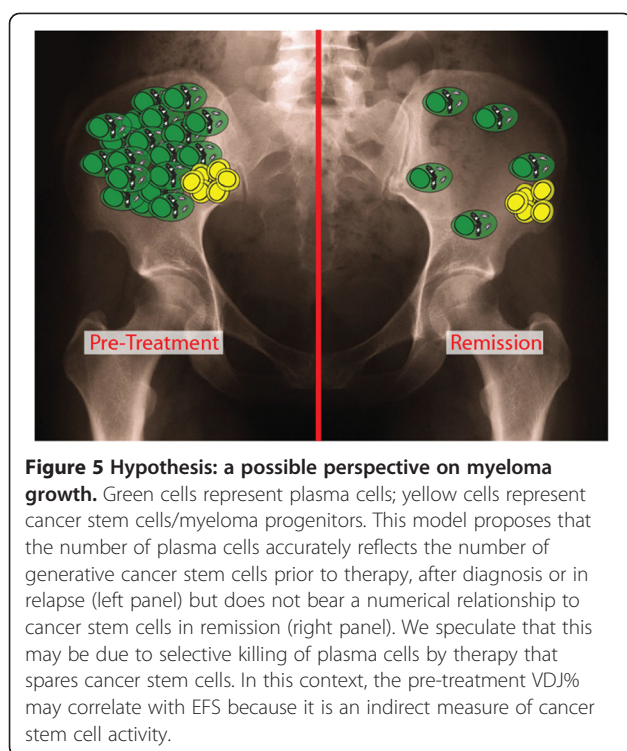 Pre-Treatment
Remission
Figure 5 Hypothesis: a possible perspective on myeloma
growth. Green cells represent plasma cells; yellow cells represent
cancer stem cells/myeloma progenitors. This model proposes that
the number of plasma cells accurately reflects the number of
generative cancer stem cells prior to therapy, after diagnosis or in
relapse (left panel) but does not bear a numerical relationship to
cancer stem cells in remission (right panel). We speculate that this
may be due to selective killing of plasma cells by therapy that
spares cancer stem cells. In this context, the pre-treatment VDJ%
may correlate with EFS because it is an indirect measure of cancer
stem cell activity.